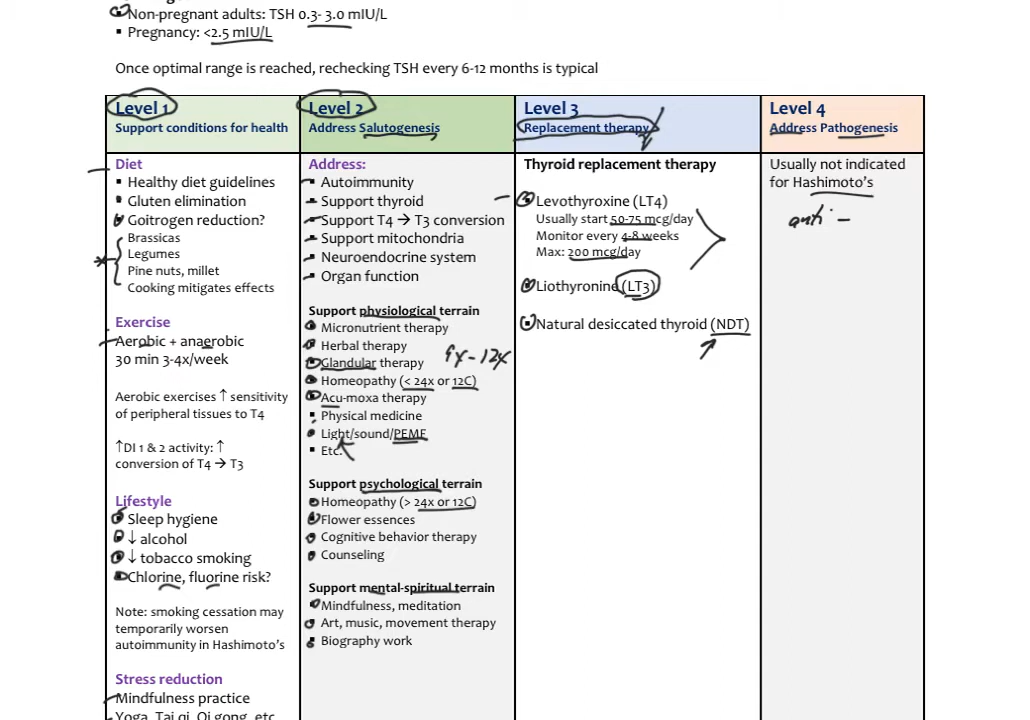 Non-pregnant adults: TSH 0.3- 3.0 mIU/L
▪ Pregnancy: <2.5 mIU/L
Once optimal range is reached, rechecking TSH every 6-12 months is typical
Level 1
Support conditions for health
Diet
▪ Healthy diet guidelines
▪ Gluten elimination
▪ Goitrogen reduction?
Brassicas
Legumes
Pine nuts, millet
Cooking mitigates effects
Exercise
Aerobic + anaerobic
30 min 3-4x/week
Aerobic exercises ↑ sensitivity
of peripheral tissues to T4
↑DI 1 & 2 activity: ↑
conversion of T4 → T3
Lifestyle
▪ Sleep hygiene
▪ ↓ alcohol
▪ ↓ tobacco smoking
▪ Chlorine, fluorine risk?
Note: smoking cessation may
temporarily worsen
autoimmunity in Hashimoto's
Stress reduction
Mindfulness practice
Yoga, Tai qi, Qi gong, etc
Level 2
Address Salutogenesis
Address:
▪ Autoimmunity
▪ Support thyroid
▪ Support T4 → T3 conversion
▪ Support mitochondria
▪ Neuroendocrine system
▪ Organ function
Support physiological terrain
▪ Micronutrient therapy
▪ Herbal therapy
▪ Glandular therapy
▪ Homeopathy (< 24x or 12C)
▪ Acu-moxa therapy
▪ Physical medicine
▪ Light/sound/PEMF
▪ Etc.
Support psychological terrain
▪ Homeopathy (> 24x or 12C)
▪ Flower essences
▪ Cognitive behavior therapy
▪ Counseling
Support mental-spiritual terrain
▪ Mindfulness, meditation
▪ Art, music, movement therapy
▪ Biography work
Level 3
Replacement therapy
Thyroid replacement therapy
▪ Levothyroxine (LT4)
Usually start 50-75 mcg/day
Monitor every 4-8 weeks
Max: 200 mcg/day
▪ Liothyronine (LT3)
▪ Natural desiccated thyroid (NDT)
Level 4
Address Pathogenesis
Usually not indicated
for Hashimoto's
anti –